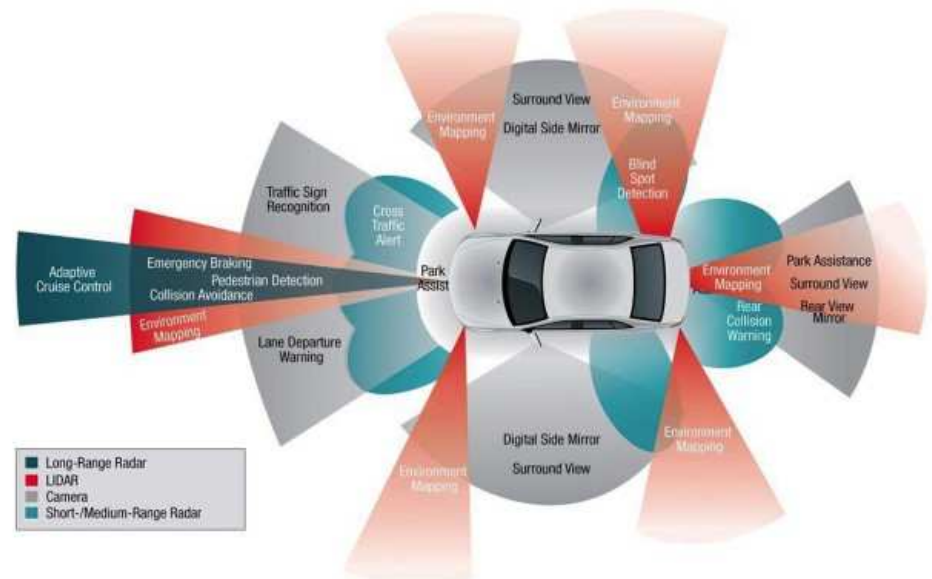 Surround View
Digital Side Mirror
Environment
Mapping
Environment
Mapping
Blind
Spot
Detection
Traffic Sign
Recognition
Cross
Traffic
Alert
Adaptive
Cruise Control
Emergency Braking
Pedestrian Detection
Collision Avoidance
Environment
Mapping
Park
Assist
Lane Departure
Warning
Environment
Mapping
Rear
Collision
Warning
Park Assistance
Surround View
Rear View
Mirror
Digital Side Mirror
Surround View
Environment
Mapping
Environment
Mapping
Long-Range Radar
LIDAR
Camera
Short-/Medium-Range Radar